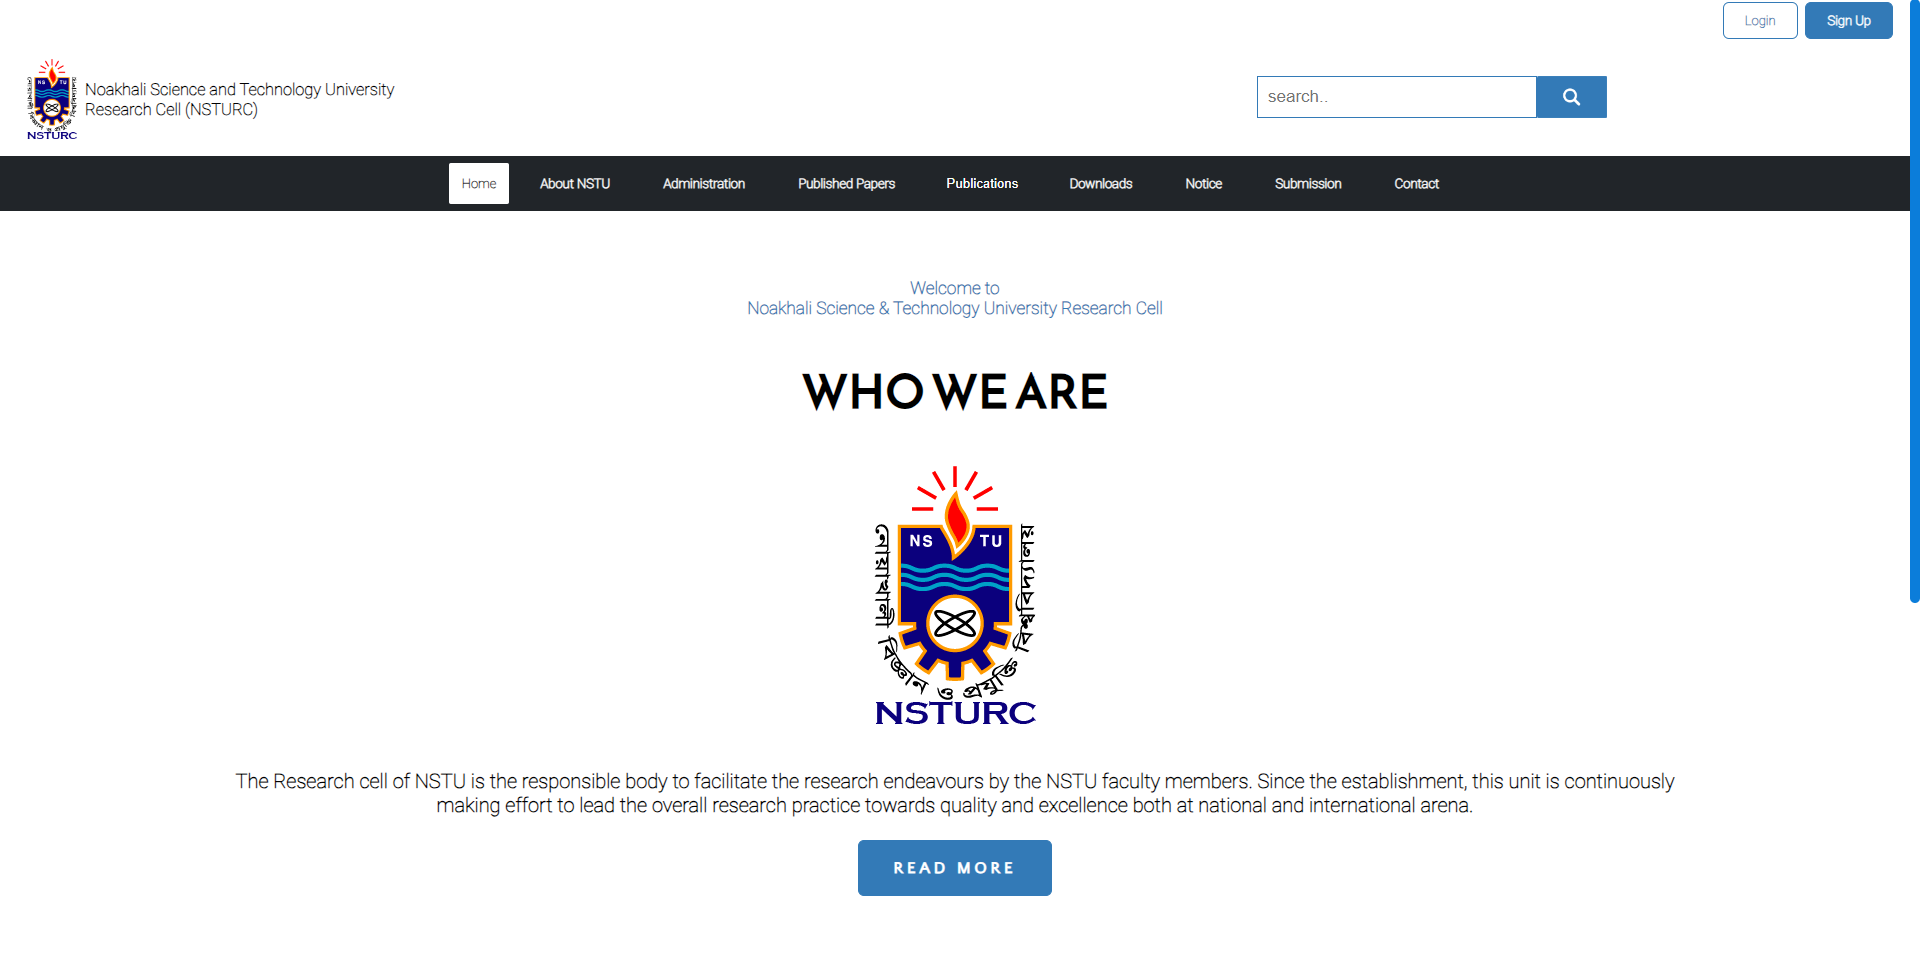 Login
Sign Up
NS TU
নোয়াখালী বিজ্ঞান ও প্রযুক্তি বিশ্ববিদ্যালয়
NSTURC
Noakhali Science and Technology University
Research Cell (NSTURC)
search..
Home
About NSTU
Administration
Published Papers
Publications
Downloads
Notice
Submission
Contact
Welcome to
Noakhali Science & Technology University Research Cell
WHO WE ARE
NS TU
নোয়াখালী বিজ্ঞান ও প্রযুক্তি বিশ্ববিদ্যালয়
NSTURC
The Research cell of NSTU is the responsible body to facilitate the research endeavours by the NSTU faculty members. Since the establishment, this unit is continuously
making effort to lead the overall research practice towards quality and excellence both at national and international arena.
READ MORE